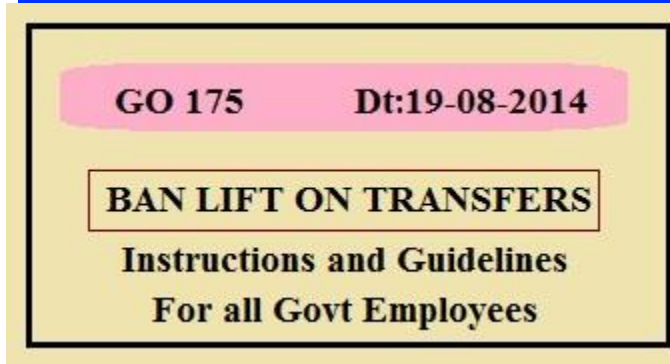 GO 175 Dt:19-08-2014
BAN LIFT ON TRANSFERS
Instructions and Guidelines
For all Govt Employees